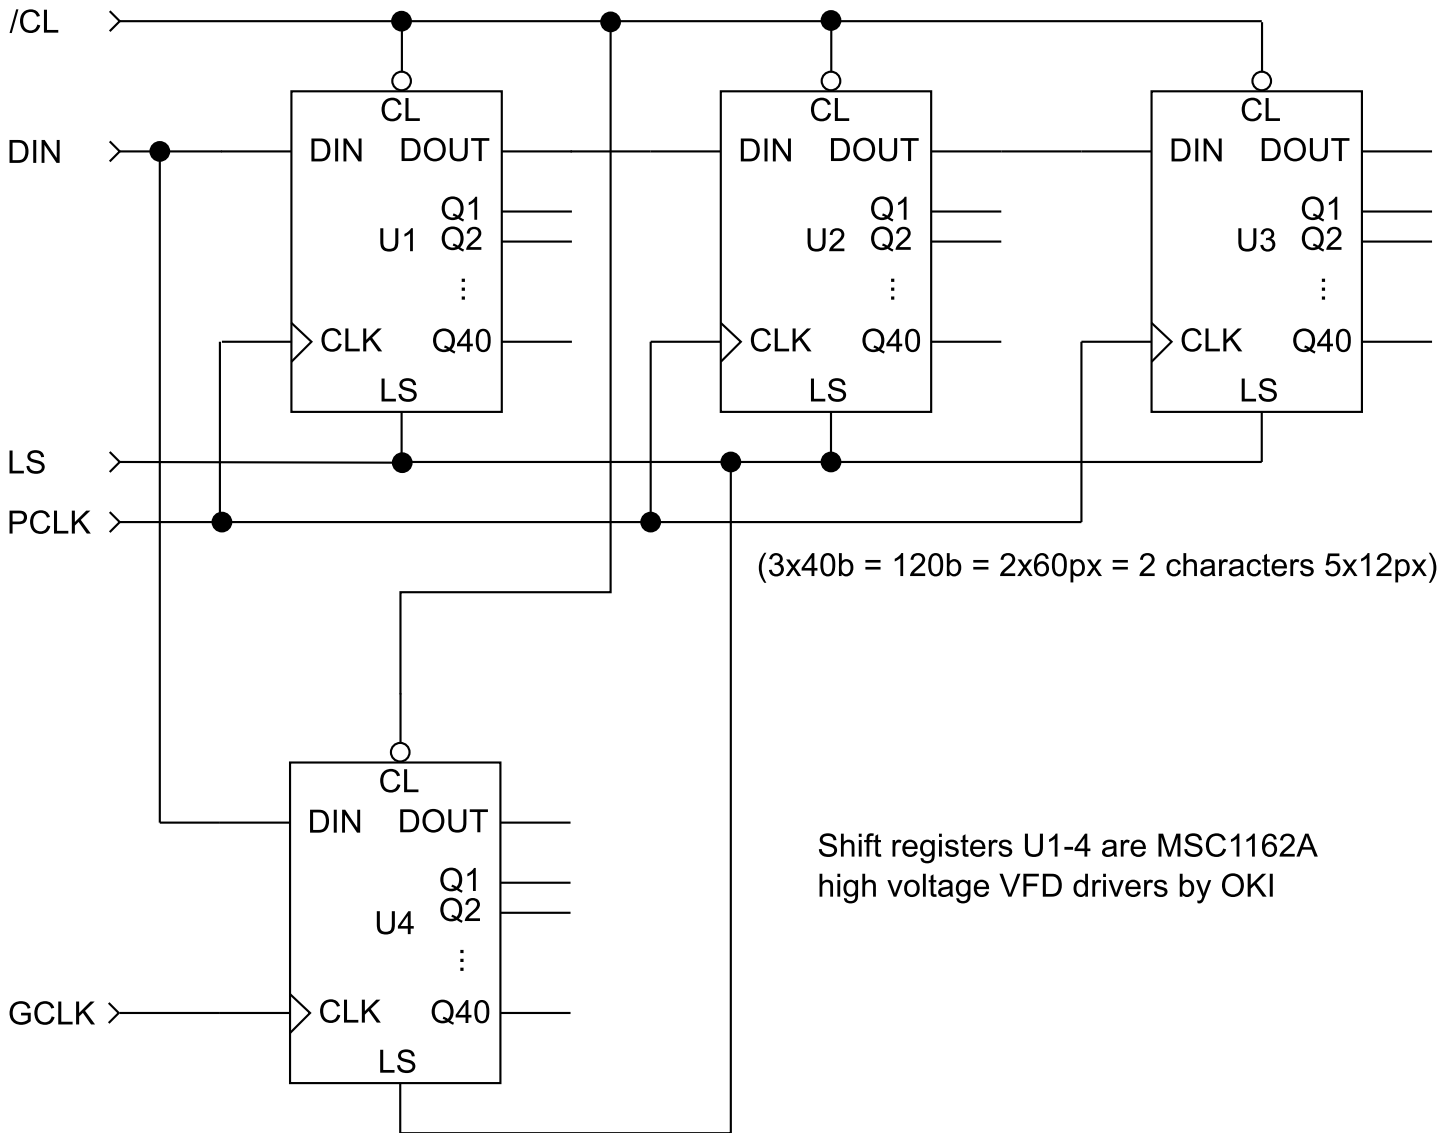 /CL
CL CL CL
DIN DIN DOUT DIN DOUT DIN DOUT
Q1 Q1 Q1
U1 Q2 U2 Q2 U3 Q2
... ... ...
CLK Q40 CLK Q40 CLK Q40
LS LS LS
LS
PCLK
(3x40b = 120b = 2x60px = 2 characters 5x12px)
CL
DIN DOUT
Q1
U4 Q2
...
GCLK CLK Q40
LS
Shift registers U1-4 are MSC1162A
high voltage VFD drivers by OKI